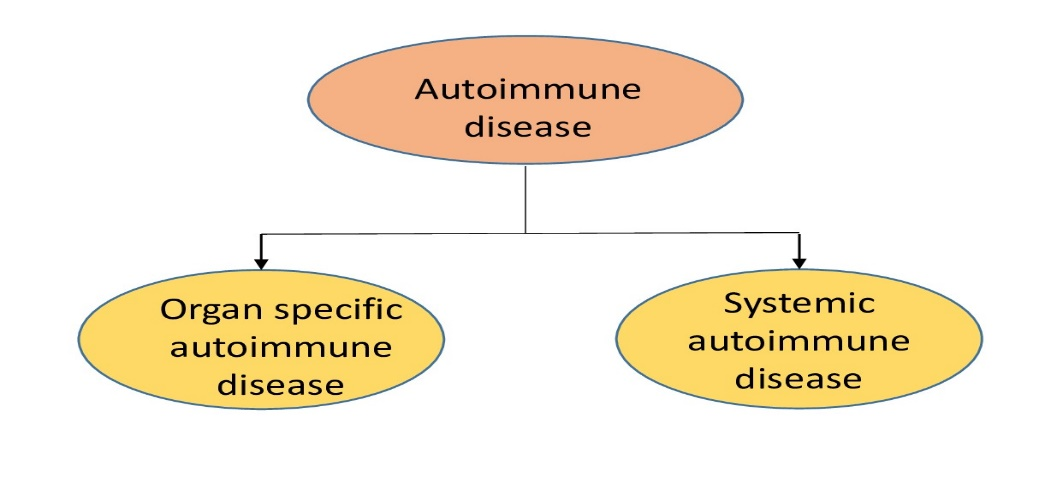 Autoimmune
disease
Organ specific
autoimmune
disease
Systemic
autoimmune
disease